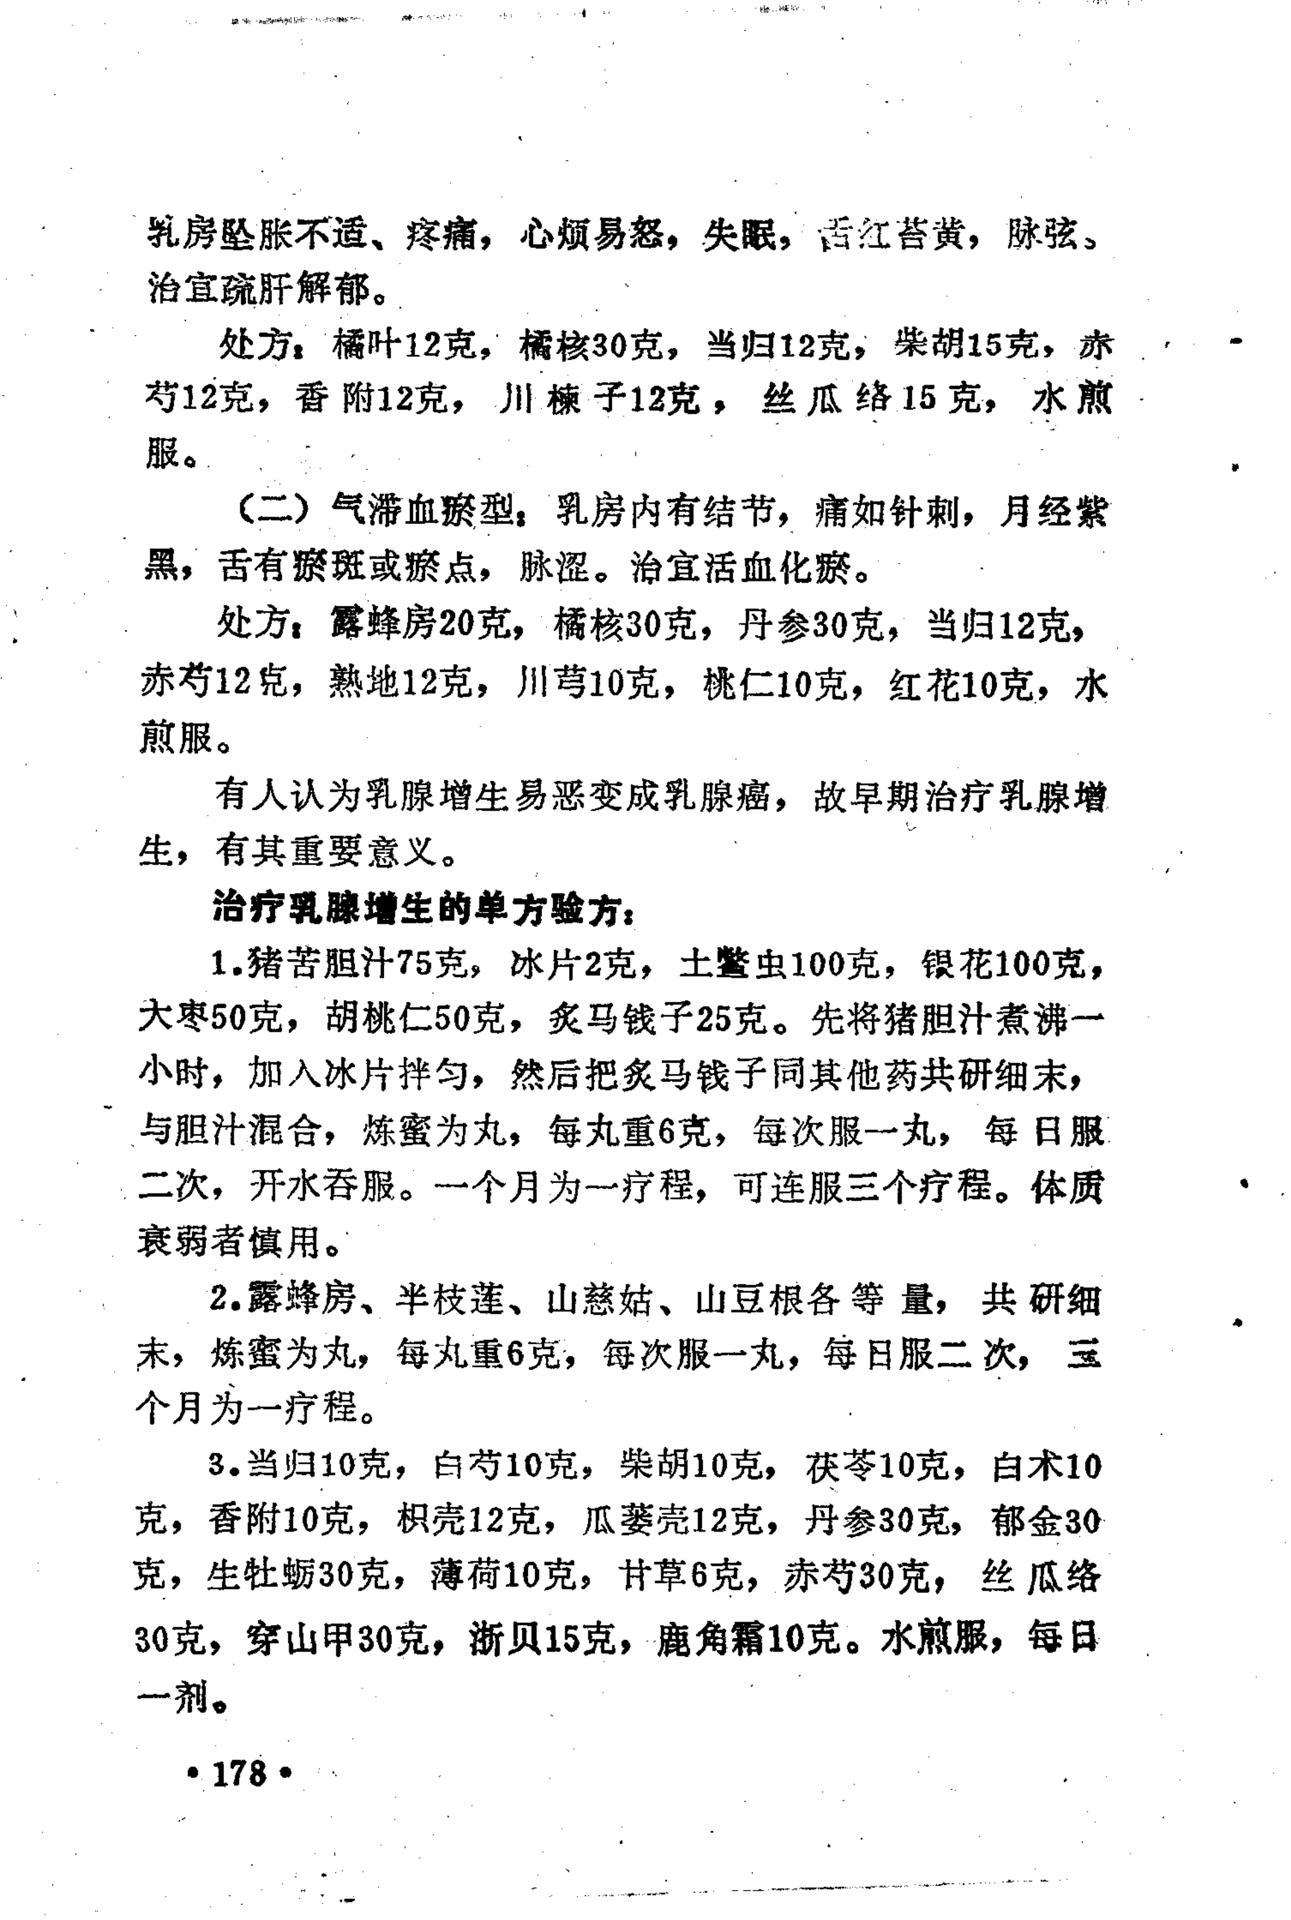 乳房坠胀不适、疼痛，心烦易怒，失眠，舌红苔黄，脉弦。
治宜疏肝解郁。
处方：橘叶12克，橘核30克，当归12克，柴胡15克，赤
芍12克，香附12克，川楝子12克，丝瓜络15克，水煎
服。
（二）气滞血瘀型：乳房内有结节，痛如针刺，月经紫
黑，舌有瘀斑或瘀点，脉涩。治宜活血化瘀。
处方：露蜂房20克，橘核30克，丹参30克，当归12克，
赤芍12克，熟地12克，川芎10克，桃仁10克，红花10克，水
煎服。
有人认为乳腺增生易恶变成乳腺癌，故早期治疗乳腺增
生，有其重要意义。
治疗乳腺增生的单方验方：
1.猪苦胆汁75克，冰片2克，土鳖虫100克，银花100克，
大枣50克，胡桃仁50克，炙马钱子25克。先将猪胆汁煮沸一
小时，加入冰片拌匀，然后把炙马钱子同其他药共研细末，
与胆汁混合，炼蜜为丸，每丸重6克，每次服一丸，每日服
二次，开水吞服。一个月为一疗程，可连服三个疗程。体质
衰弱者慎用。
2.露蜂房、半枝莲、山慈姑、山豆根各等量，共研细
末，炼蜜为丸，每丸重6克，每次服一丸，每日服二次，三
个月为一疗程。
3.当归10克，白芍10克，柴胡10克，茯苓10克，白术10
克，香附10克，枳壳12克，瓜蒌壳12克，丹参30克，郁金30
克，生牡蛎30克，薄荷10克，甘草6克，赤芍30克，丝瓜络
30克，穿山甲30克，浙贝15克，鹿角霜10克。水煎服，每日
一剂。
•178•